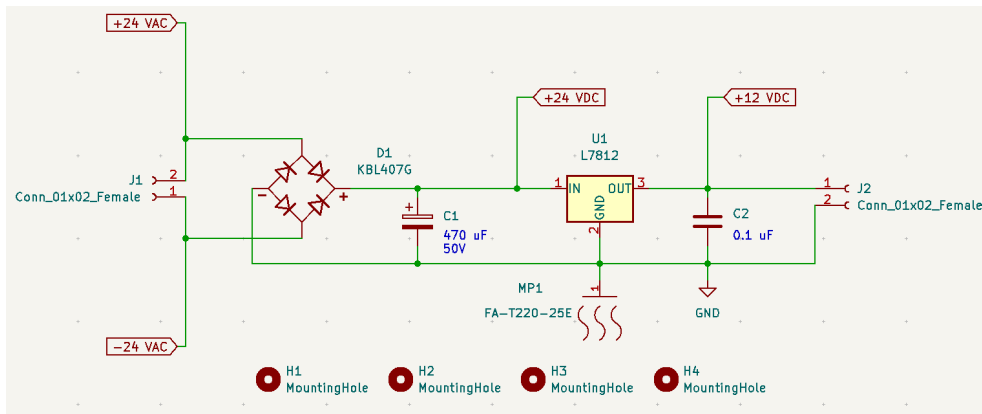 +24 VAC
+24 VDC
+12 VDC
D1
KBL407G
U1
L7812
J1
Conn_01x02_Female
2
1
-
+
1
IN
OUT
3
GND
2
1
2
J2
Conn_01x02_Female
+
C1
470 uF
50V
C2
0.1 uF
MP1
1
FA-T220-25E
GND
-24 VAC
H1
MountingHole
H2
MountingHole
H3
MountingHole
H4
MountingHole